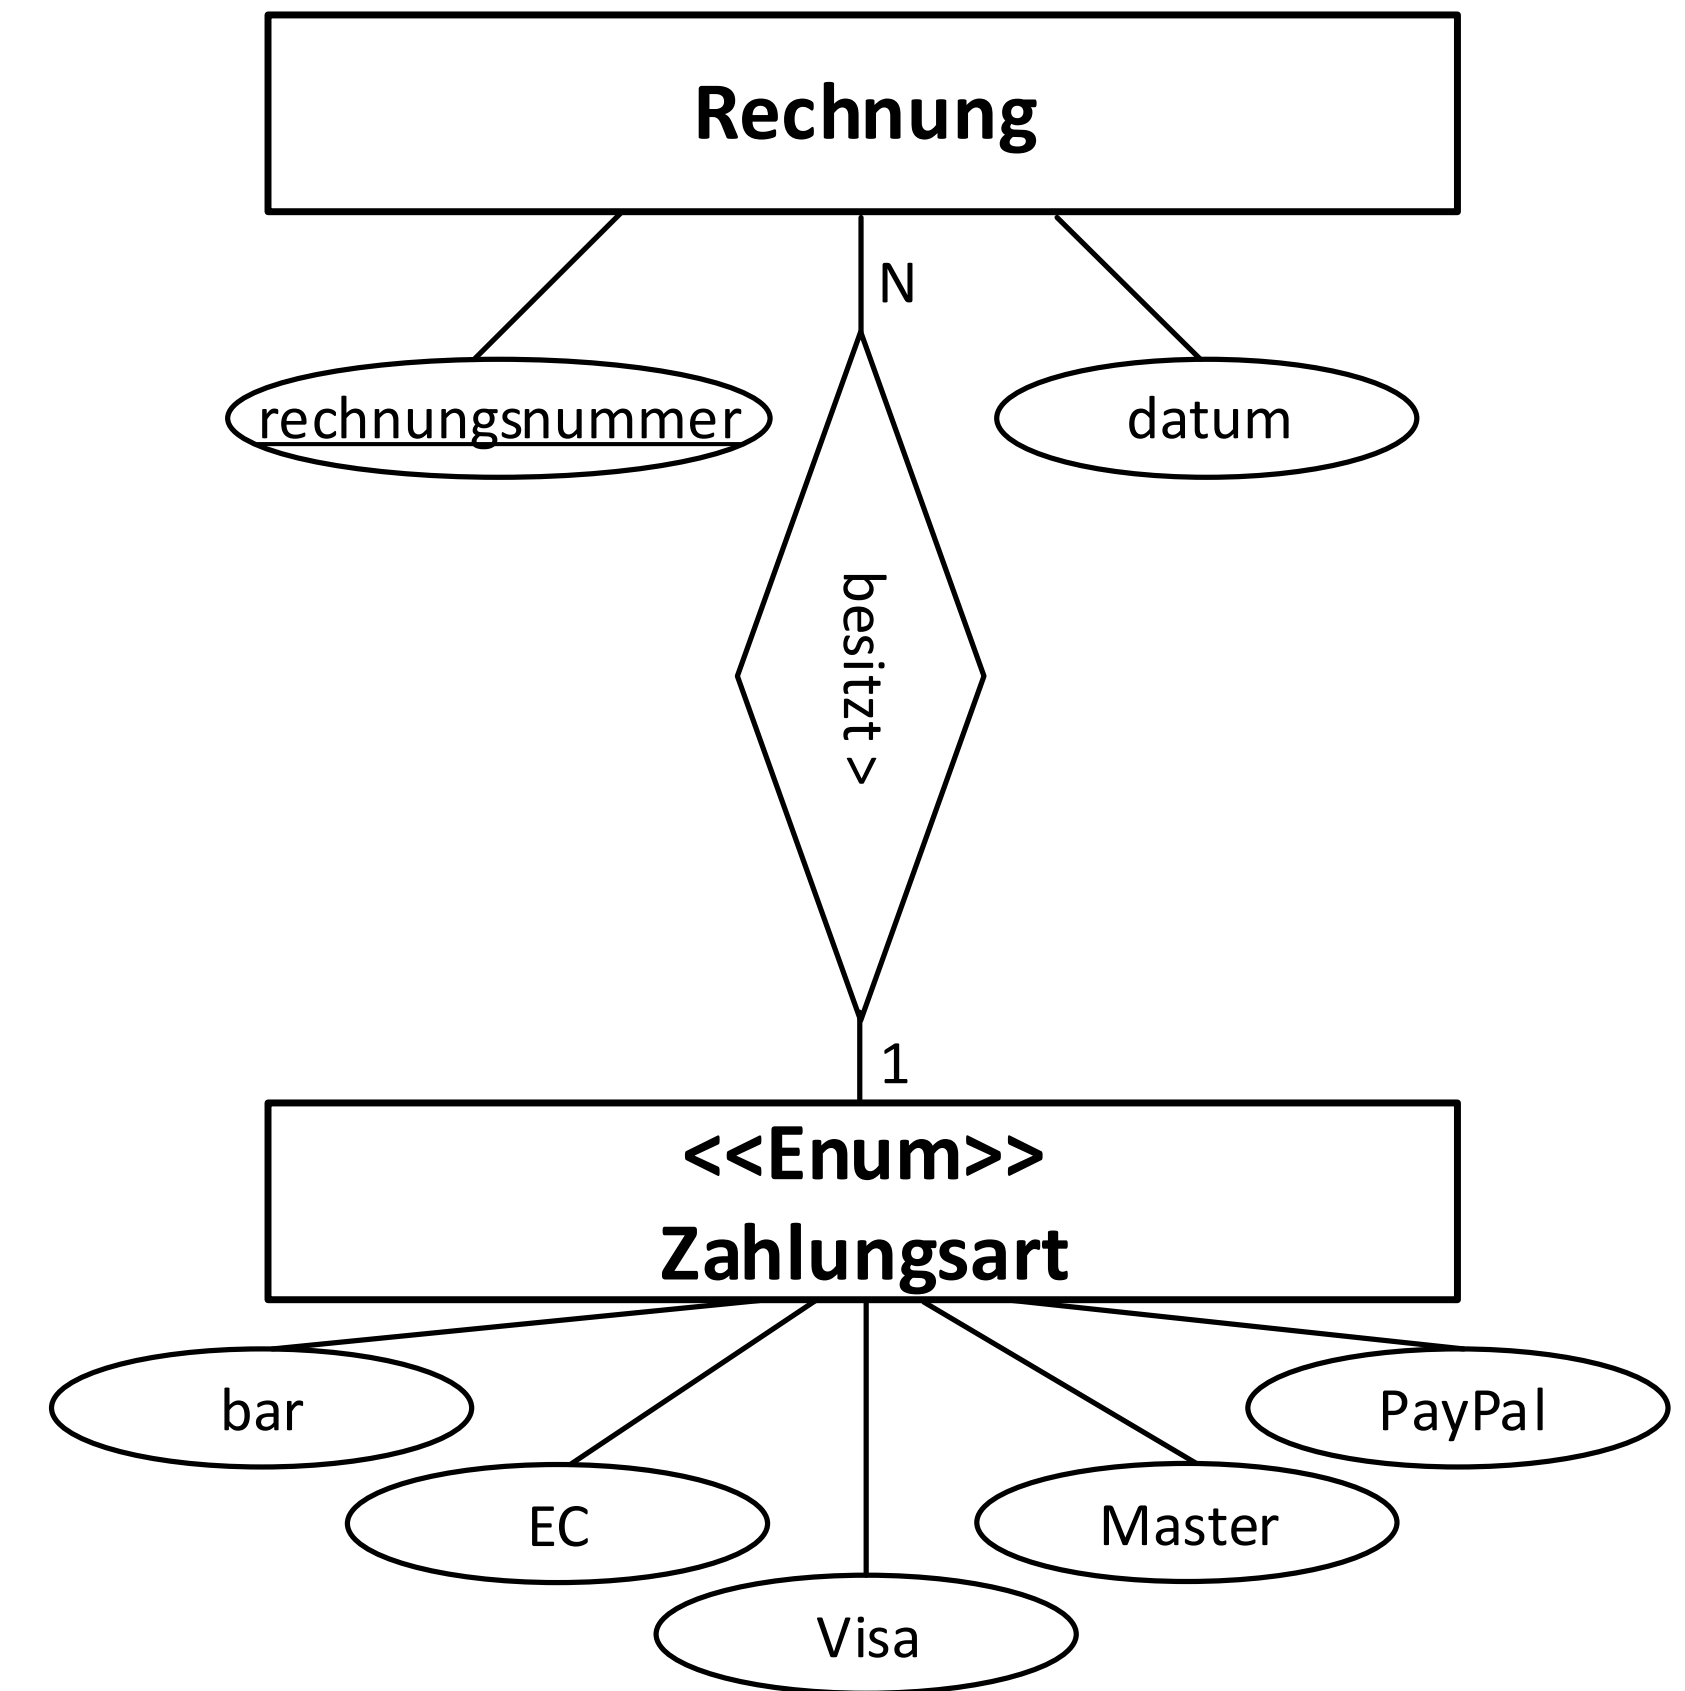 Rechnung
N
rechnungsnummer
datum
besitzt >
1
<<Enum>>
Zahlungsart
bar
PayPal
EC
Master
Visa